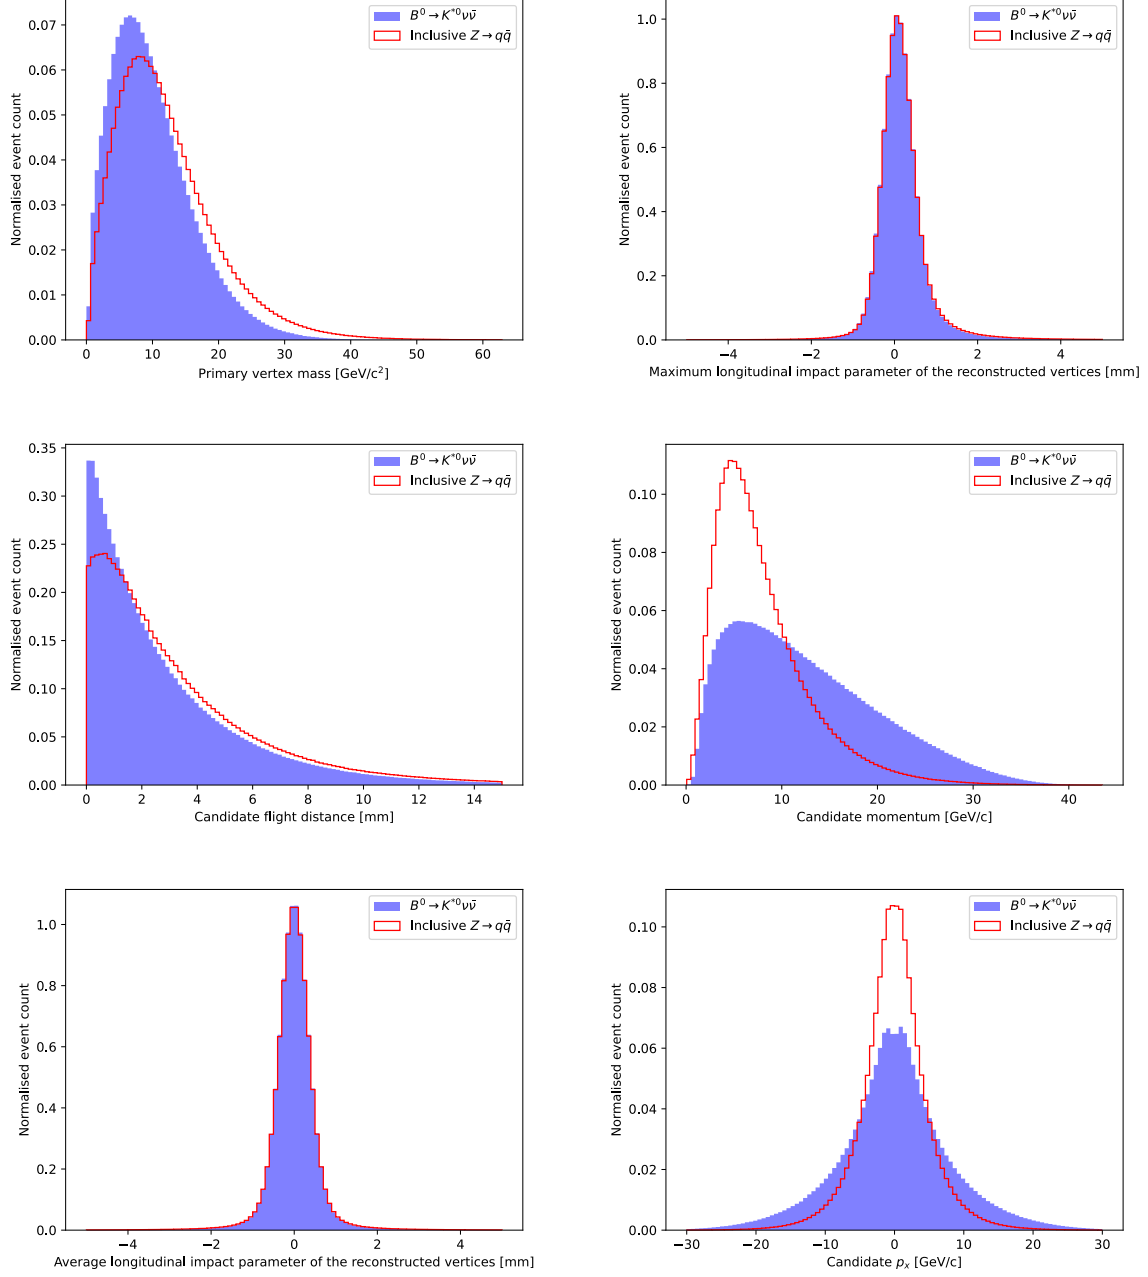 0.07
0.06
0.05
0.04
0.03
0.02
0.01
0.00
Normalised event count
B⁰ → K*⁰νν̄
Inclusive Z → qq̄
0 10 20 30 40 50 60
Primary vertex mass [GeV/c²]
1.0
0.8
0.6
0.4
0.2
0.0
Normalised event count
B⁰ → K*⁰νν̄
Inclusive Z → qq̄
−4 −2 0 2 4
Maximum longitudinal impact parameter of the reconstructed vertices [mm]
0.35
0.30
0.25
0.20
0.15
0.10
0.05
0.00
Normalised event count
B⁰ → K*⁰νν̄
Inclusive Z → qq̄
0 2 4 6 8 10 12 14
Candidate flight distance [mm]
0.10
0.08
0.06
0.04
0.02
0.00
Normalised event count
B⁰ → K*⁰νν̄
Inclusive Z → qq̄
0 10 20 30 40
Candidate momentum [GeV/c]
1.0
0.8
0.6
0.4
0.2
0.0
Normalised event count
B⁰ → K*⁰νν̄
Inclusive Z → qq̄
−4 −2 0 2 4
Average longitudinal impact parameter of the reconstructed vertices [mm]
0.10
0.08
0.06
0.04
0.02
0.00
Normalised event count
B⁰ → K*⁰νν̄
Inclusive Z → qq̄
−30 −20 −10 0 10 20 30
Candidate pₓ [GeV/c]